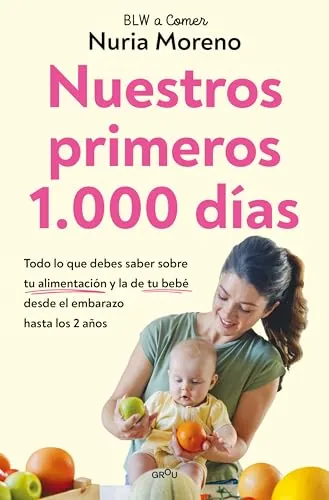 BLW a Comer
Nuria Moreno
Nuestros
primeros
1.000 días
Todo lo que debes saber sobre
tu alimentación y la de tu bebé
desde el embarazo
hasta los 2 años
GROU